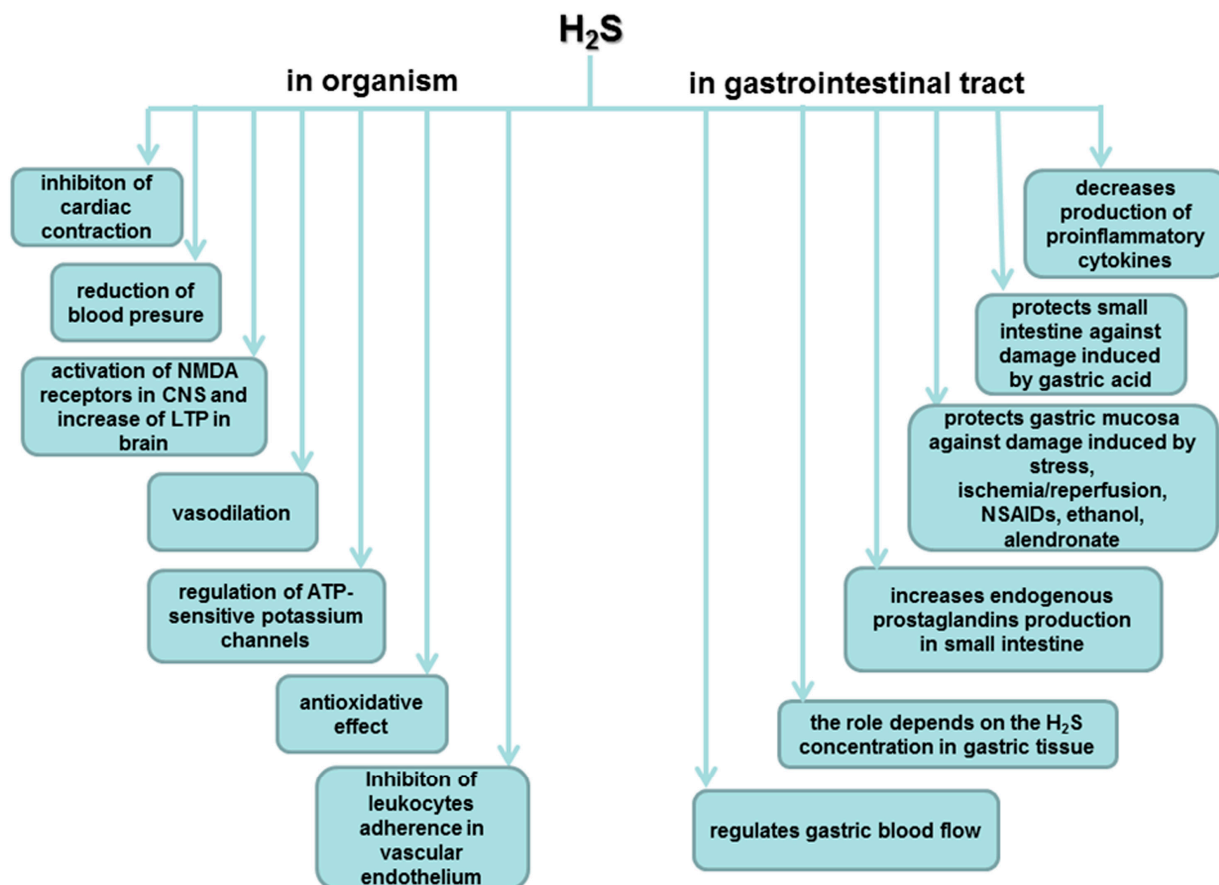 H₂S
in organism
in gastrointestinal tract
inhibiton of
cardiac
contraction
reduction of
blood presure
activation of NMDA
receptors in CNS and
increase of LTP in
brain
vasodilation
regulation of ATP-
sensitive potassium
channels
antioxidative
effect
Inhibiton of
leukocytes
adherence in
vascular
endothelium
decreases
production of
proinflammatory
cytokines
protects small
intestine against
damage induced
by gastric acid
protects gastric mucosa
against damage induced by
stress,
ischemia/reperfusion,
NSAIDs, ethanol,
alendronate
increases endogenous
prostaglandins production
in small intestine
the role depends on the H₂S
concentration in gastric tissue
regulates gastric blood flow